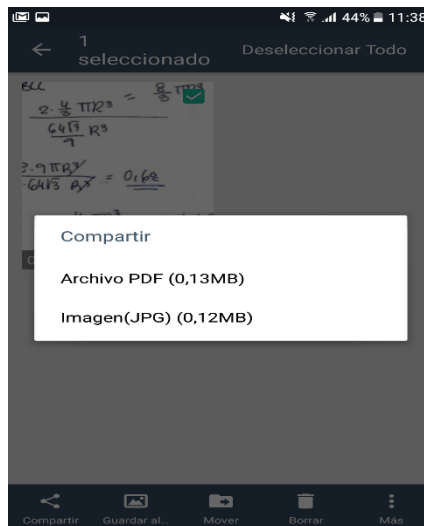 44% 11:38
1
seleccionado
Deseleccionar Todo
BCC
2. 4/3 πR³ = 8/3 πR³
64√3/9 R³
9πR³/64√3 R³ = 0,68
Compartir
Archivo PDF (0,13MB)
Imagen(JPG) (0,12MB)
Compartir
Guardar al...
Mover
Borrar
Más